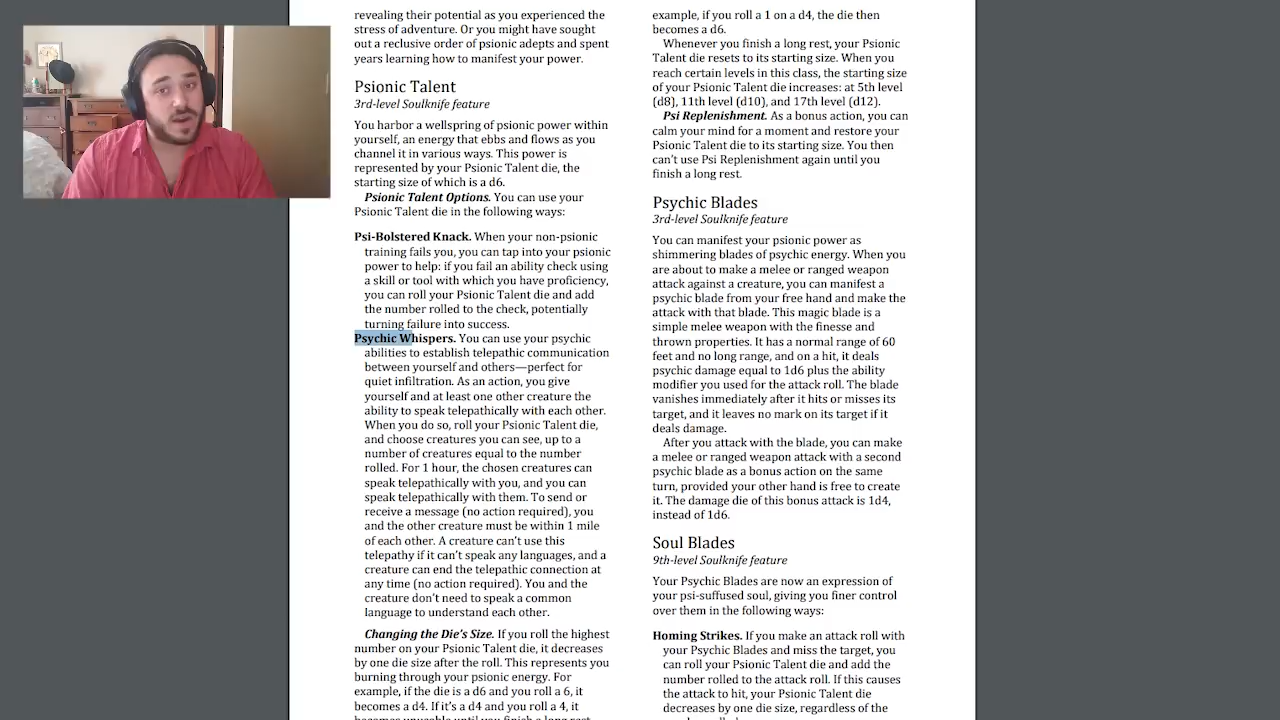 revealing their potential as you experienced the
stress of adventure. Or you might have sought
out a reclusive order of psionic adepts and spent
years learning how to manifest your power.
Psionic Talent
3rd-level Soulknife feature
You harbor a wellspring of psionic power within
yourself, an energy that ebbs and flows as you
channel it in various ways. This power is
represented by your Psionic Talent die, the
starting size of which is a d6.
Psionic Talent Options. You can use your
Psionic Talent die in the following ways:
Psi-Bolstered Knack. When your non-psionic
training fails you, you can tap into your psionic
power to help: if you fail an ability check using
a skill or tool with which you have proficiency,
you can roll your Psionic Talent die and add
the number rolled to the check, potentially
turning failure into success.
Psychic Whispers. You can use your psychic
abilities to establish telepathic communication
between yourself and others—perfect for
quiet infiltration. As an action, you give
yourself and at least one other creature the
ability to speak telepathically with each other.
When you do so, roll your Psionic Talent die,
and choose creatures you can see, up to a
number of creatures equal to the number
rolled. For 1 hour, the chosen creatures can
speak telepathically with you, and you can
speak telepathically with them. To send or
receive a message (no action required), you
and the other creature must be within 1 mile
of each other. A creature can't use this
telepathy if it can't speak any languages, and a
creature can end the telepathic connection at
any time (no action required). You and the
creature don't need to speak a common
language to understand each other.
Changing the Die's Size. If you roll the highest
number on your Psionic Talent die, it decreases
by one die size after the roll. This represents you
burning through your psionic energy. For
example, if the die is a d6 and you roll a 6, it
becomes a d4. If it's a d4 and you roll a 4, it
becomes unusable until you finish a long rest.
example, if you roll a 1 on a d4, the die then
becomes a d6.
Whenever you finish a long rest, your Psionic
Talent die resets to its starting size. When you
reach certain levels in this class, the starting size
of your Psionic Talent die increases: at 5th level
(d8), 11th level (d10), and 17th level (d12).
Psi Replenishment. As a bonus action, you can
calm your mind for a moment and restore your
Psionic Talent die to its starting size. You then
can't use Psi Replenishment again until you
finish a long rest.
Psychic Blades
3rd-level Soulknife feature
You can manifest your psionic power as
shimmering blades of psychic energy. When you
are about to make a melee or ranged weapon
attack against a creature, you can manifest a
psychic blade from your free hand and make the
attack with that blade. This magic blade is a
simple melee weapon with the finesse and
thrown properties. It has a normal range of 60
feet and no long range, and on a hit, it deals
psychic damage equal to 1d6 plus the ability
modifier you used for the attack roll. The blade
vanishes immediately after it hits or misses its
target, and it leaves no mark on its target if it
deals damage.
After you attack with the blade, you can make
a melee or ranged weapon attack with a second
psychic blade as a bonus action on the same
turn, provided your other hand is free to create
it. The damage die of this bonus attack is 1d4,
instead of 1d6.
Soul Blades
9th-level Soulknife feature
Your Psychic Blades are now an expression of
your psi-suffused soul, giving you finer control
over them in the following ways:
Homing Strikes. If you make an attack roll with
your Psychic Blades and miss the target, you
can roll your Psionic Talent die and add the
number rolled to the attack roll. If this causes
the attack to hit, your Psionic Talent die
decreases by one die size, regardless of the